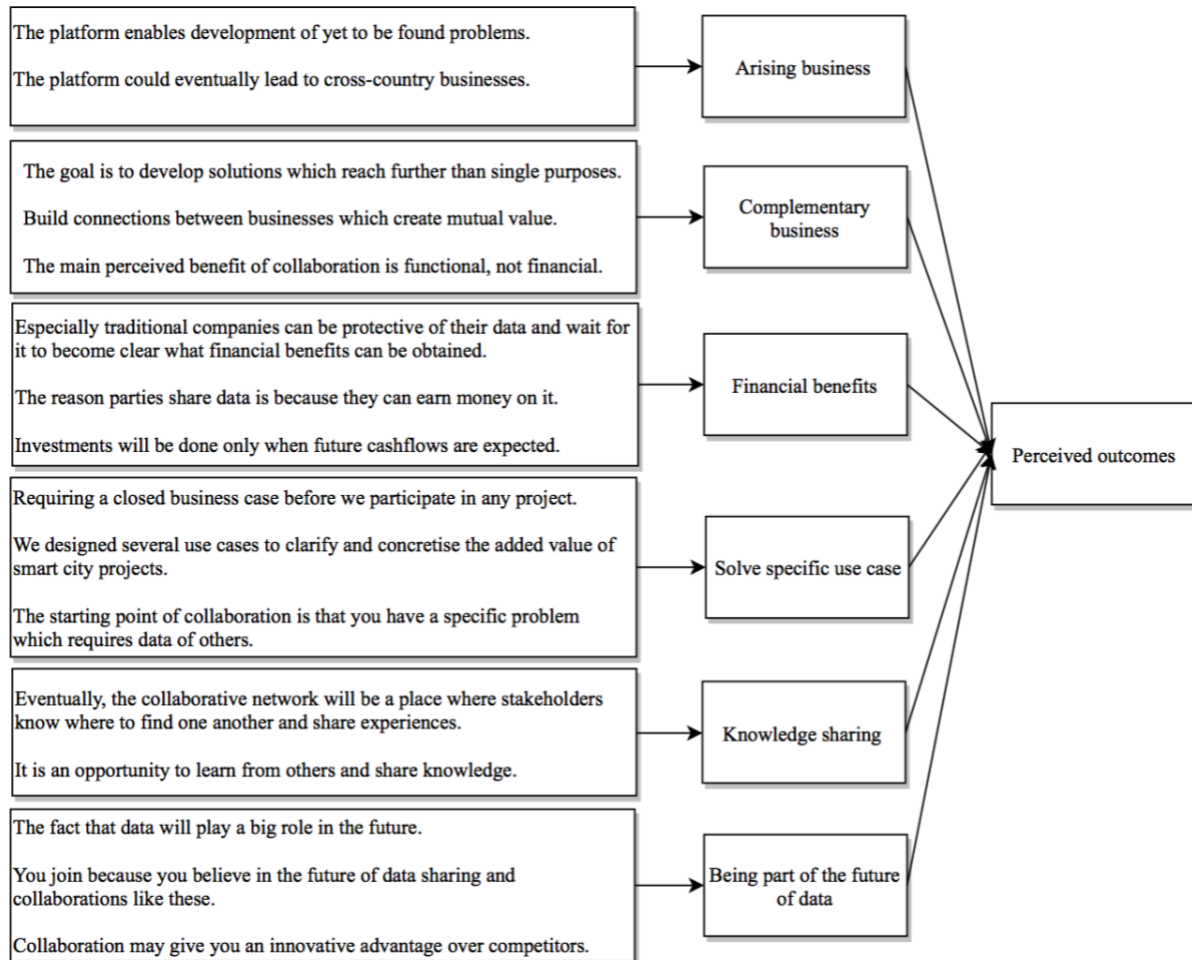 The platform enables development of yet to be found problems.
The platform could eventually lead to cross-country businesses.
Arising business
The goal is to develop solutions which reach further than single purposes.
Build connections between businesses which create mutual value.
The main perceived benefit of collaboration is functional, not financial.
Complementary
business
Especially traditional companies can be protective of their data and wait for
it to become clear what financial benefits can be obtained.
The reason parties share data is because they can earn money on it.
Investments will be done only when future cashflows are expected.
Financial benefits
Requiring a closed business case before we participate in any project.
We designed several use cases to clarify and concretise the added value of
smart city projects.
The starting point of collaboration is that you have a specific problem
which requires data of others.
Solve specific use case
Eventually, the collaborative network will be a place where stakeholders
know where to find one another and share experiences.
It is an opportunity to learn from others and share knowledge.
Knowledge sharing
The fact that data will play a big role in the future.
You join because you believe in the future of data sharing and
collaborations like these.
Collaboration may give you an innovative advantage over competitors.
Being part of the future
of data
Perceived outcomes